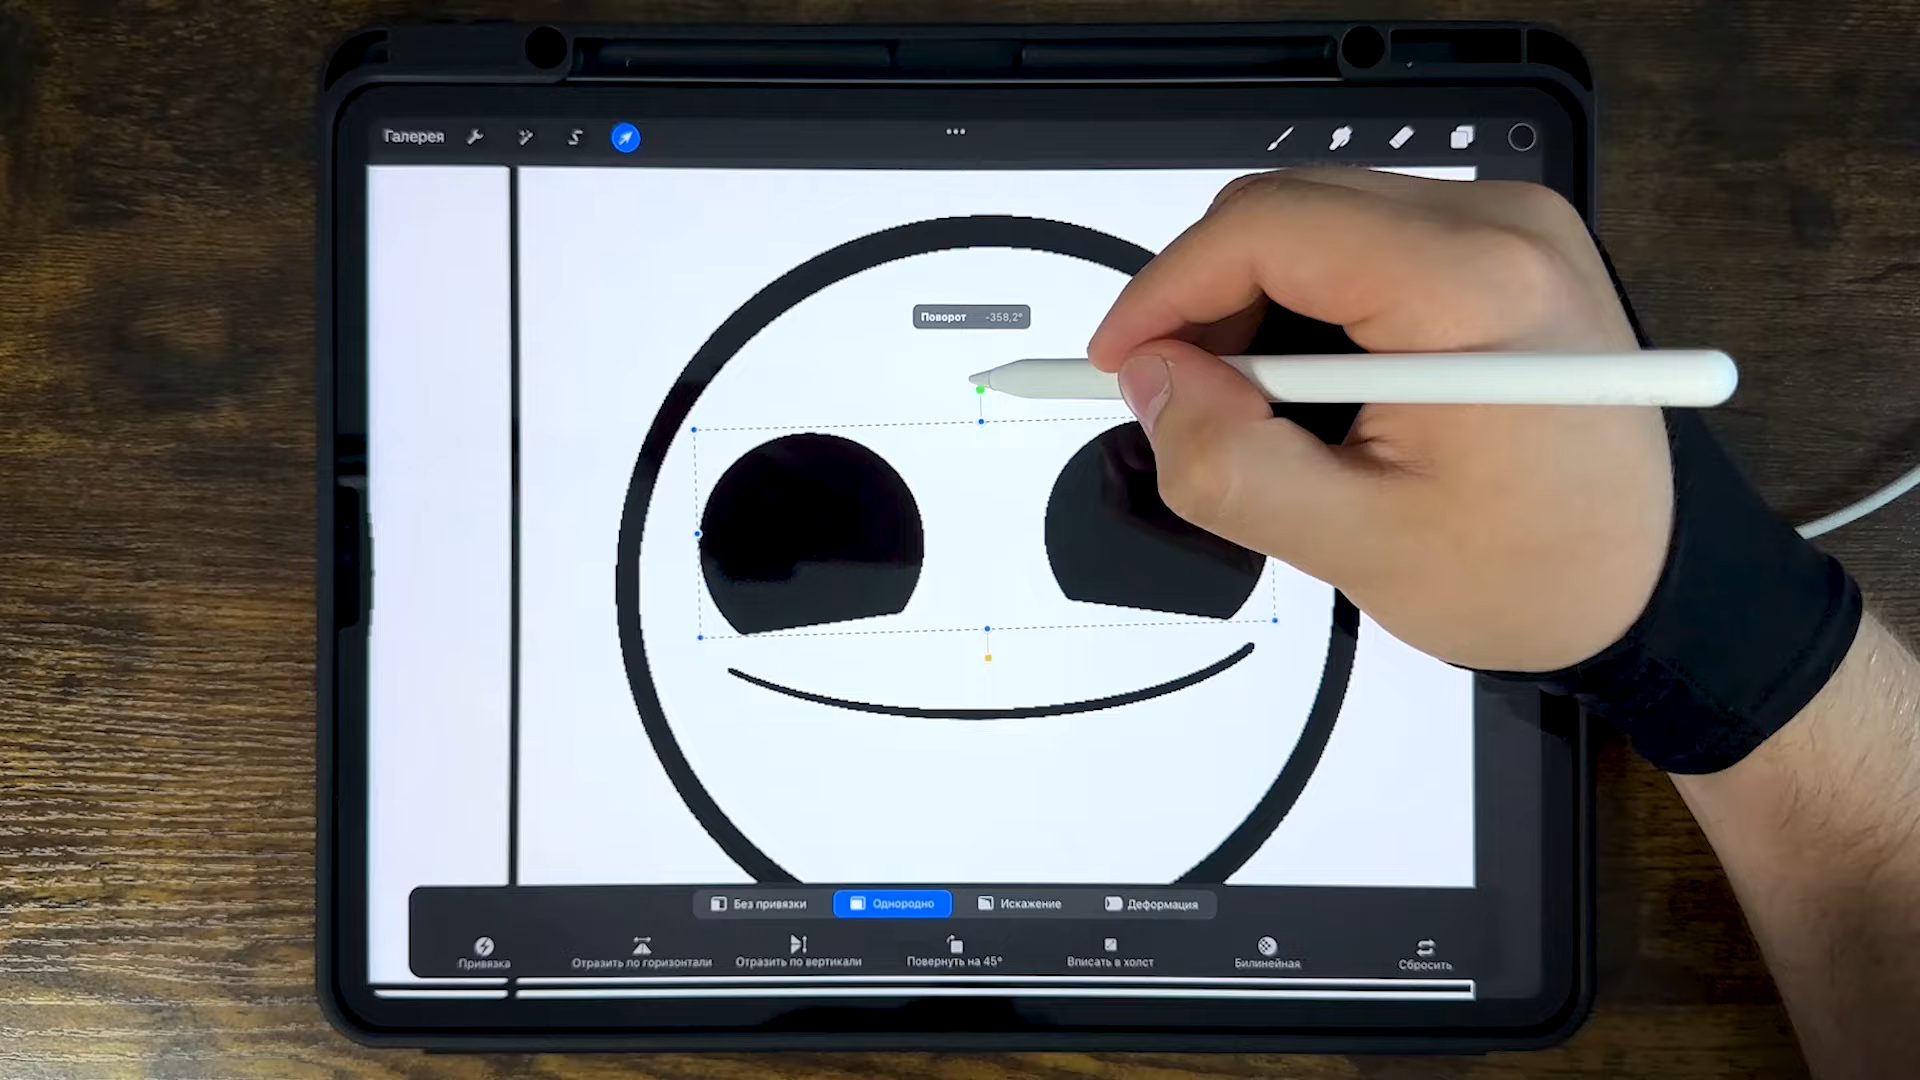 Галерея
Поворот -358,2°
Без привязки Однородно Искажение Деформация
Привязка Отразить по горизонтали Отразить по вертикали Повернуть на 45° Вписать в холст Билинейная Сбросить